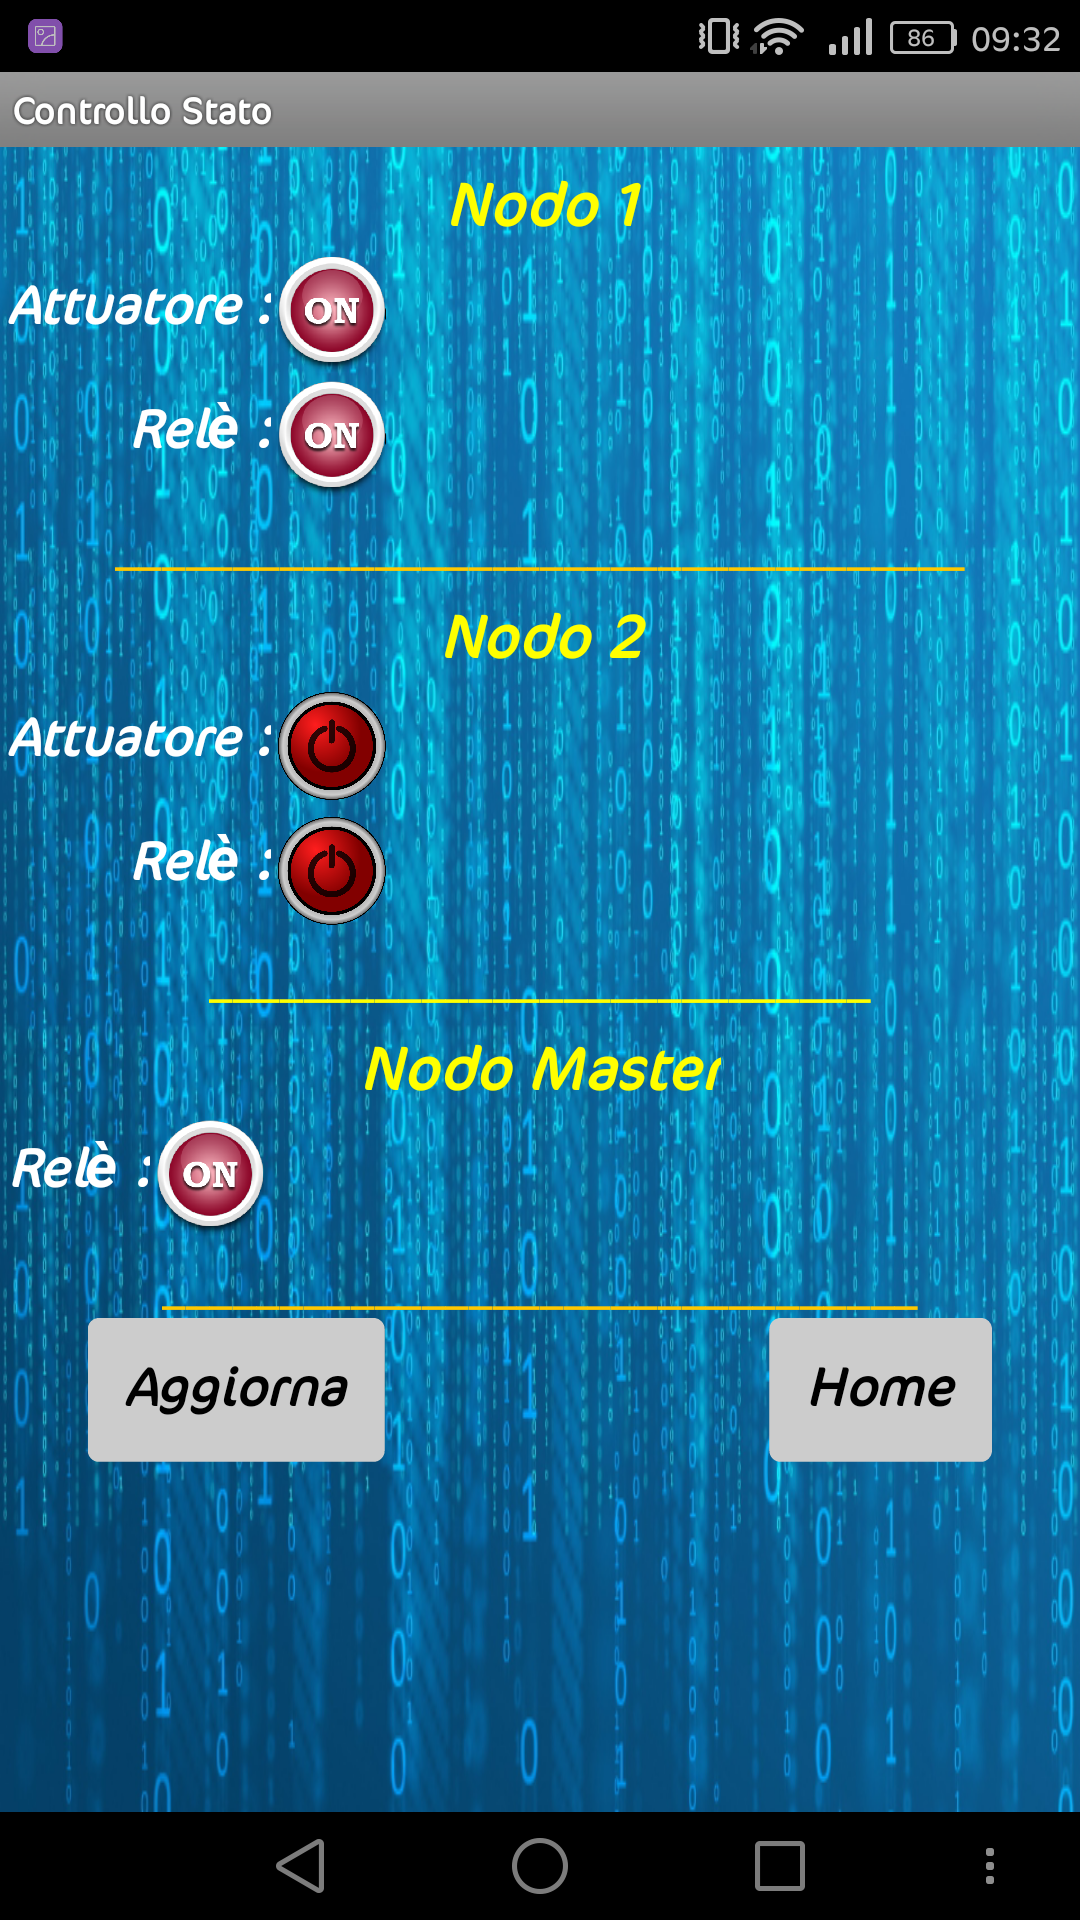 86 09:32
Controllo Stato
Nodo 1
Attuatore : ON
Relè : ON
Nodo 2
Attuatore :
Relè :
Nodo Master
Relè : ON
Aggiorna Home